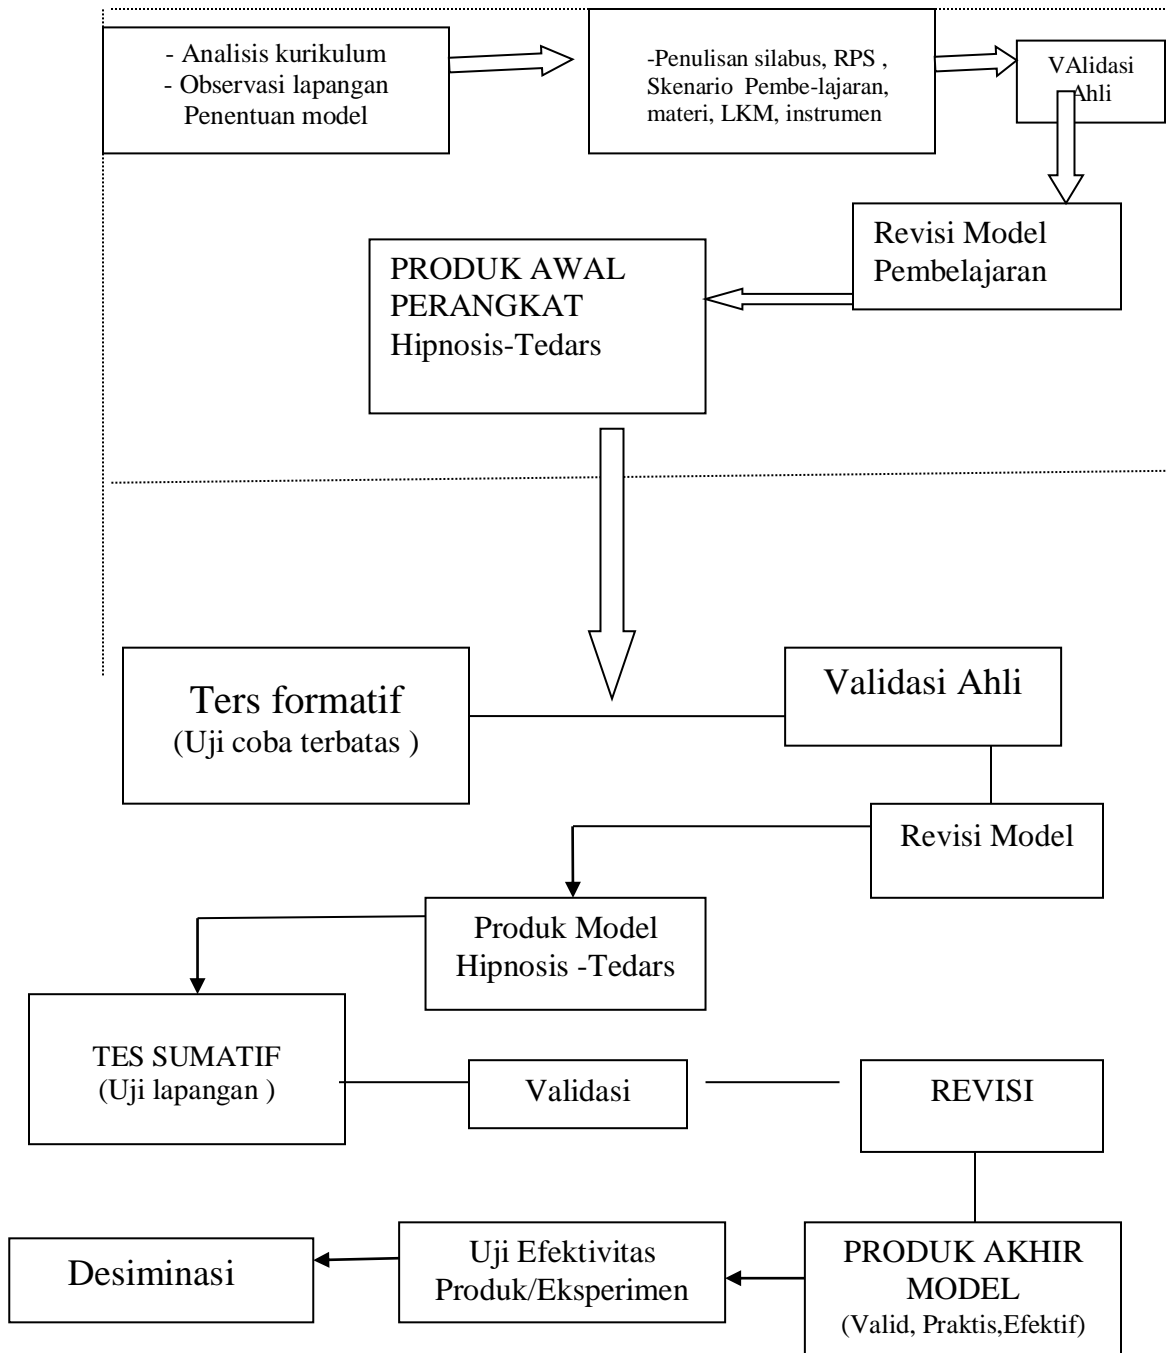 - Analisis kurikulum
- Observasi lapangan
Penentuan model
-Penulisan silabus, RPS ,
Skenario Pembe-lajaran,
materi, LKM, instrumen
VAlidasi
Ahli
Revisi Model
Pembelajaran
PRODUK AWAL
PERANGKAT
Hipnosis-Tedars
Ters formatif
(Uji coba terbatas )
Validasi Ahli
Revisi Model
Produk Model
Hipnosis -Tedars
TES SUMATIF
(Uji lapangan )
Validasi
REVISI
Desiminasi
Uji Efektivitas
Produk/Eksperimen
PRODUK AKHIR
MODEL
(Valid, Praktis,Efektif)